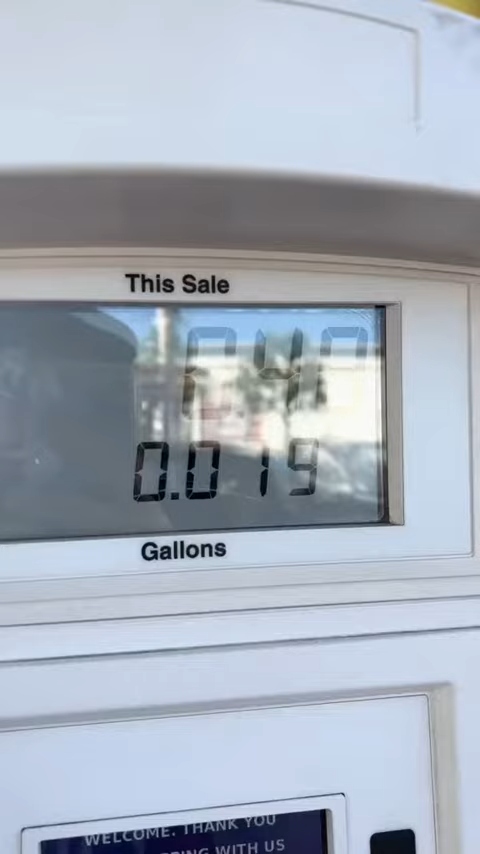 This Sale
0.019
Gallons
WELCOME. THANK YOU
WITH US